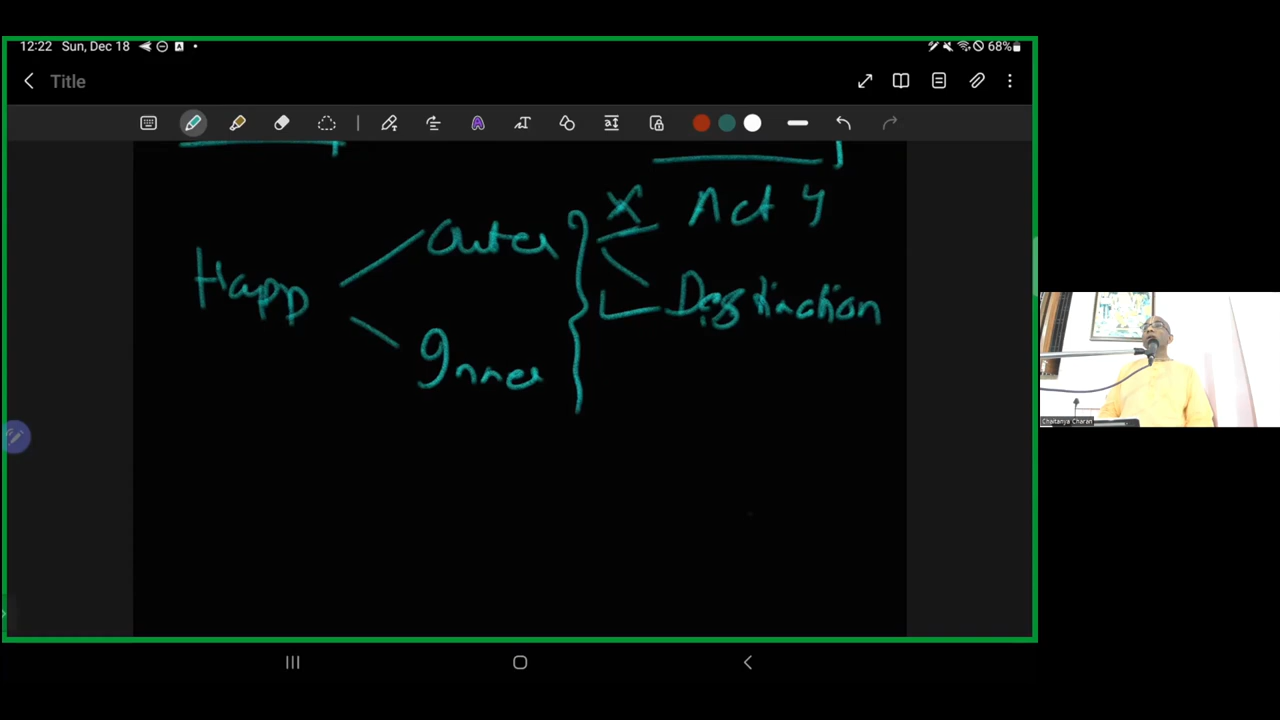 12:22 Sun, Dec 18
68%
Title
X Act y
Outer
Happ
Destination
Inner
Chaitanya Charan